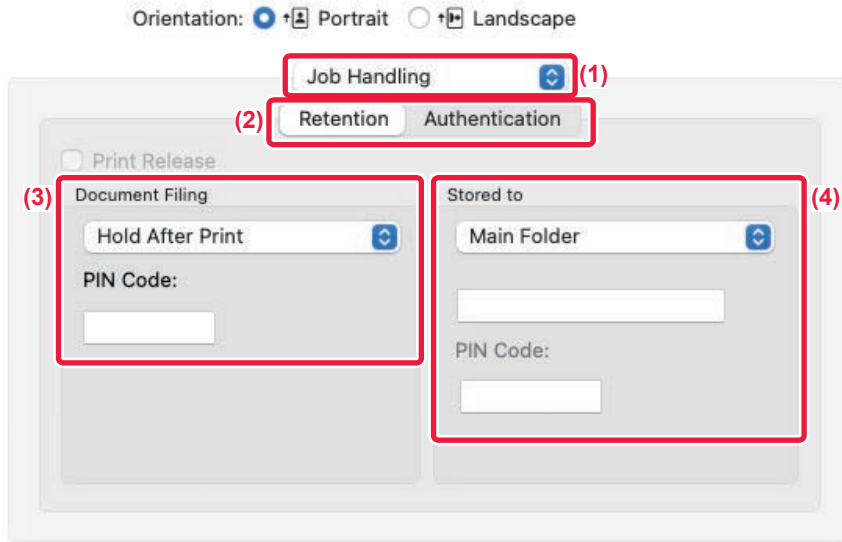 Orientation: Portrait Landscape
Job Handling (1)
(2) Retention Authentication
Print Release
(3) Document Filing
Stored to (4)
Hold After Print
Main Folder
PIN Code:
PIN Code: